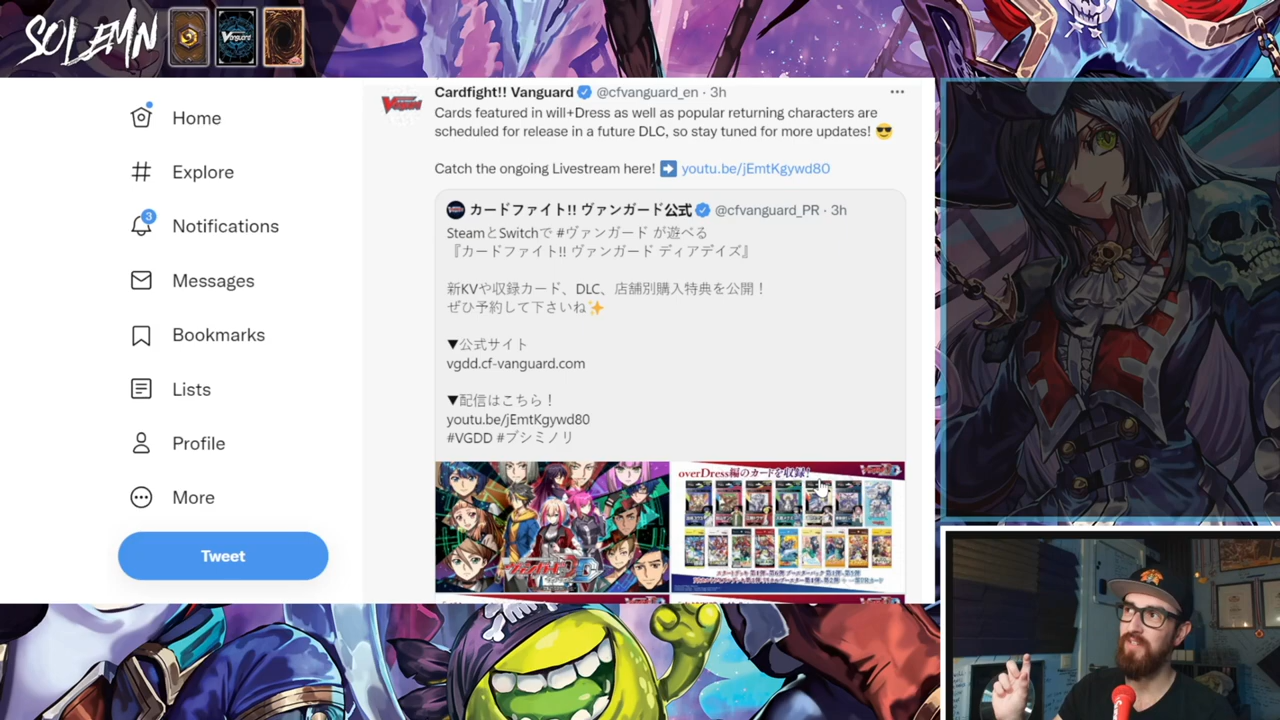 SOLEMN
VANGUARD
Home
Explore
3
Notifications
Messages
Bookmarks
Lists
Profile
More
Tweet
VANGUARD
Cardfight!! Vanguard @cfvanguard_en · 3h
Cards featured in will+Dress as well as popular returning characters are
scheduled for release in a future DLC, so stay tuned for more updates! 😎
Catch the ongoing Livestream here! ➡️ youtu.be/jEmtKgywd80
カードファイト!! ヴァンガード公式 @cfvanguard_PR · 3h
SteamとSwitchで #ヴァンガード が遊べる
『カードファイト!! ヴァンガード ディアデイズ』
新KVや収録カード、DLC、店舗別購入特典を公開！
ぜひ予約して下さいね✨
▼公式サイト
vgdd.cf-vanguard.com
▼配信はこちら！
youtu.be/jEmtKgywd80
#VGDD #ブシミノリ
ヴァンガード
overDress編のカードを収録！